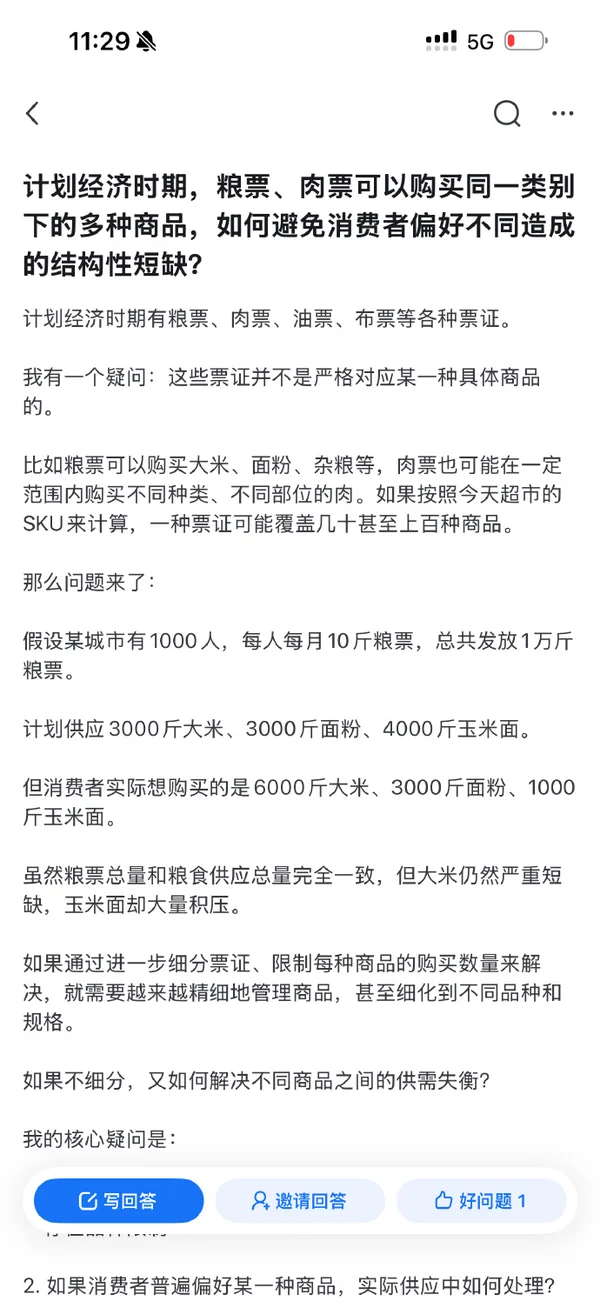 11:29
5G
计划经济时期，粮票、肉票可以购买同一类别
下的多种商品，如何避免消费者偏好不同造成
的结构性短缺？
计划经济时期有粮票、肉票、油票、布票等各种票证。
我有一个疑问：这些票证并不是严格对应某一种具体商品
的。
比如粮票可以购买大米、面粉、杂粮等，肉票也可能在一定
范围内购买不同种类、不同部位的肉。如果按照今天超市的
SKU来计算，一种票证可能覆盖几十甚至上百种商品。
那么问题来了：
假设某城市有1000人，每人每月10斤粮票，总共发放1万斤
粮票。
计划供应3000斤大米、3000斤面粉、4000斤玉米面。
但消费者实际想购买的是6000斤大米、3000斤面粉、1000
斤玉米面。
虽然粮票总量和粮食供应总量完全一致，但大米仍然严重短
缺，玉米面却大量积压。
如果通过进一步细分票证、限制每种商品的购买数量来解
决，就需要越来越精细地管理商品，甚至细化到不同品种和
规格。
如果不细分，又如何解决不同商品之间的供需失衡？
我的核心疑问是：
写回答
邀请回答
好问题 1
2. 如果消费者普遍偏好某一种商品，实际供应中如何处理？